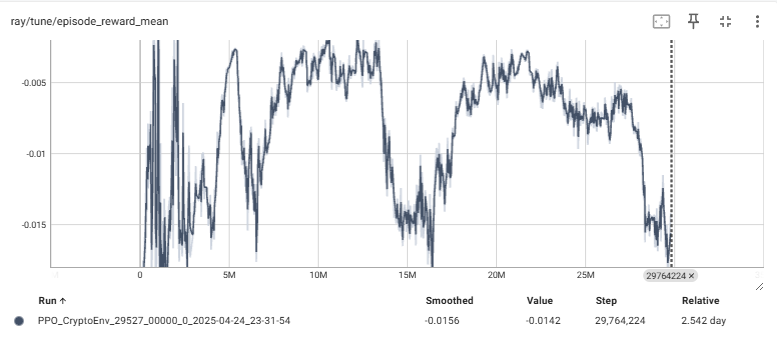 ray/tune/episode_reward_mean
-0.005
-0.01
-0.015
0 5M 10M 15M 20M 25M 29764224 ×
Run ↑ Smoothed Value Step Relative
PPO_CryptoEnv_29527_00000_0_2025-04-24_23-31-54 -0.0156 -0.0142 29,764,224 2.542 day